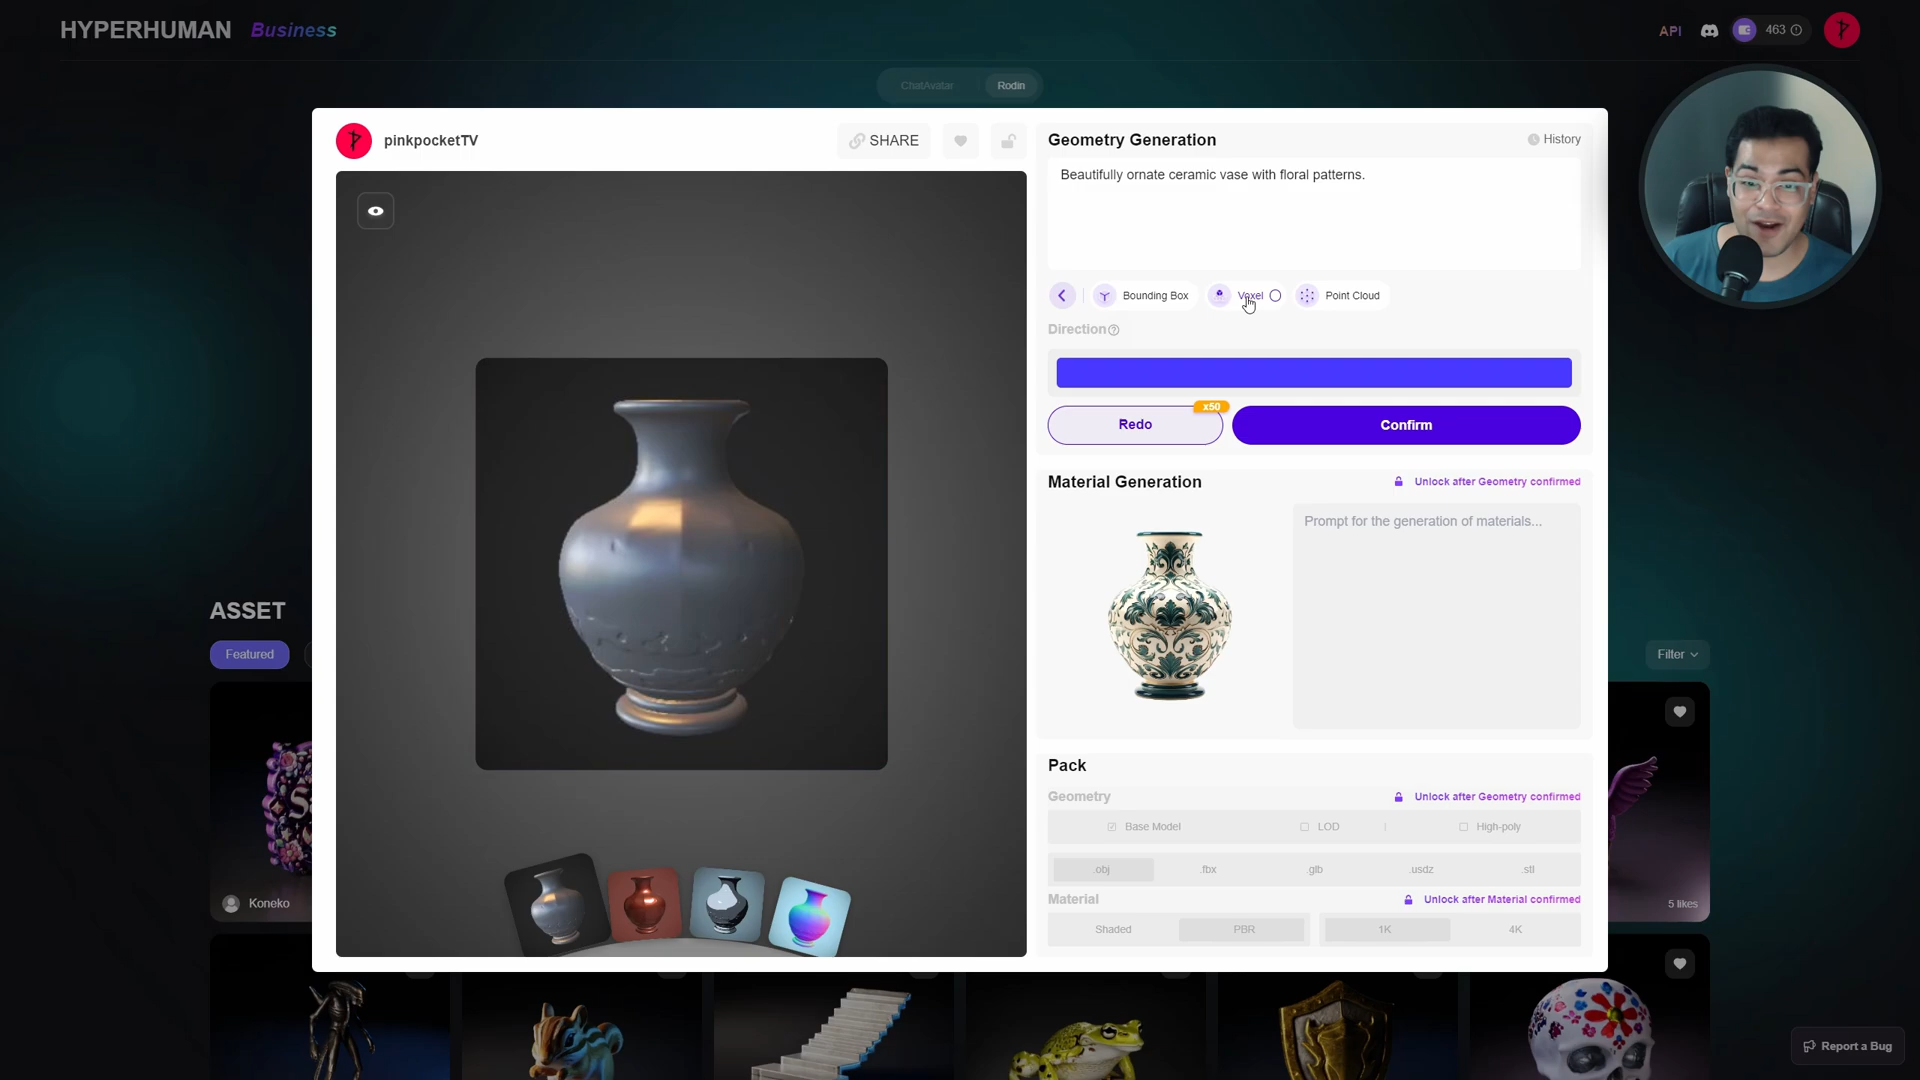 HYPERHUMAN Business
API
463
ChatAvatar
Rodin
pinkpocketTV
SHARE
Geometry Generation
History
Beautifully ornate ceramic vase with floral patterns.
Bounding Box
Voxel
Point Cloud
Direction
x50
Redo
Confirm
Material Generation
Unlock after Geometry confirmed
Prompt for the generation of materials...
ASSET
Featured
Filter
Pack
Geometry
Unlock after Geometry confirmed
Base Model
LOD
High-poly
.obj
.fbx
.glb
.usdz
.stl
Material
Unlock after Material confirmed
Shaded
PBR
1K
4K
Koneko
5 likes
Report a Bug